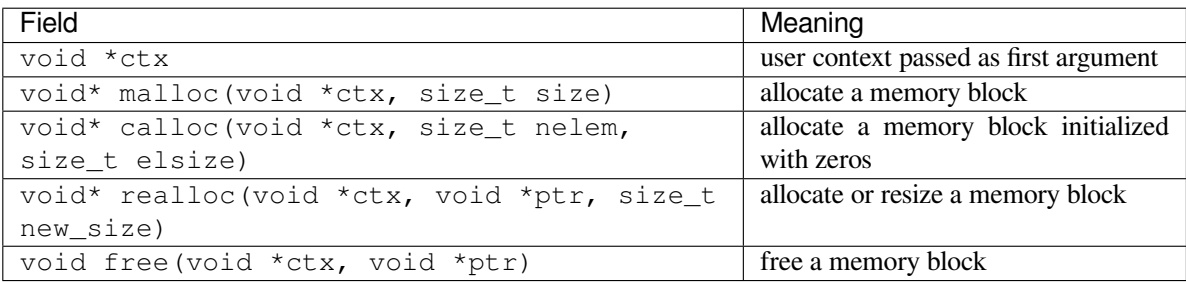 Field Meaning
void *ctx user context passed as first argument
void* malloc(void *ctx, size_t size) allocate a memory block
void* calloc(void *ctx, size_t nelem, allocate a memory block initialized
size_t elsize) with zeros
void* realloc(void *ctx, void *ptr, size_t allocate or resize a memory block
new_size)
void free(void *ctx, void *ptr) free a memory block